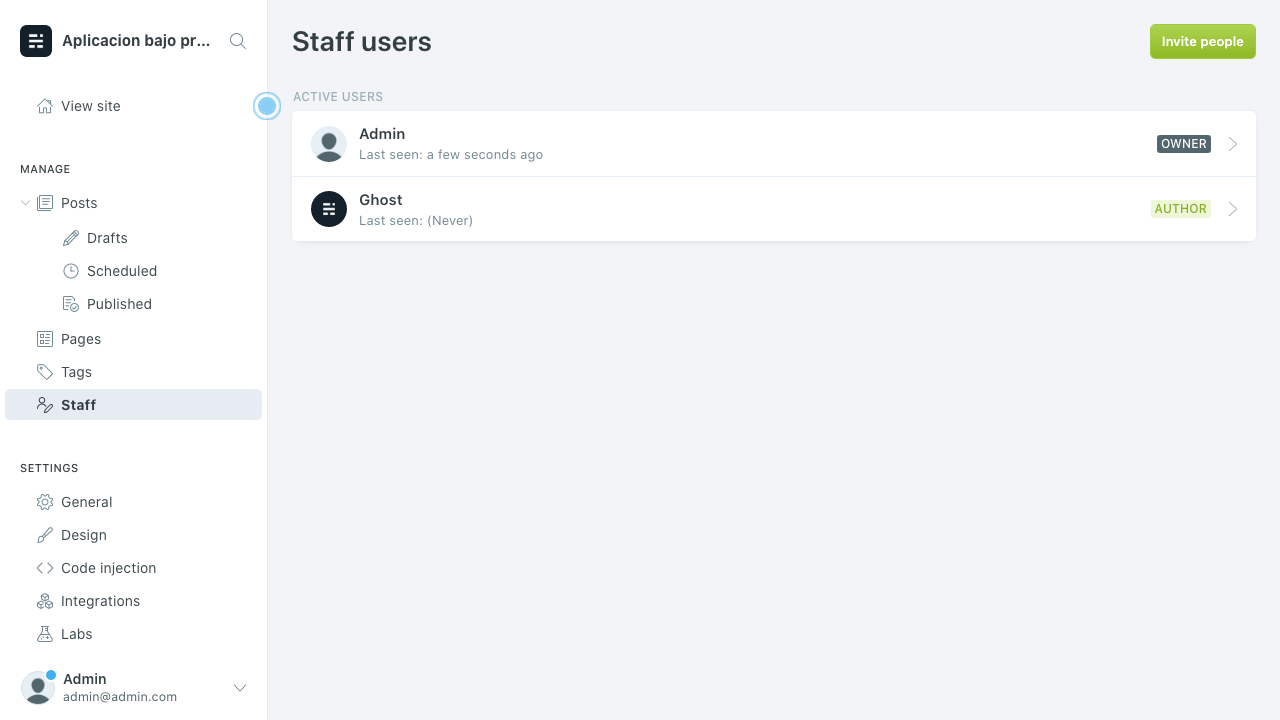 Aplicacion bajo pr...
View site
MANAGE
Posts
Drafts
Scheduled
Published
Pages
Tags
Staff
SETTINGS
General
Design
Code injection
Integrations
Labs
Admin
admin@admin.com
Staff users
Invite people
ACTIVE USERS
Admin
Last seen: a few seconds ago
OWNER
Ghost
Last seen: (Never)
AUTHOR